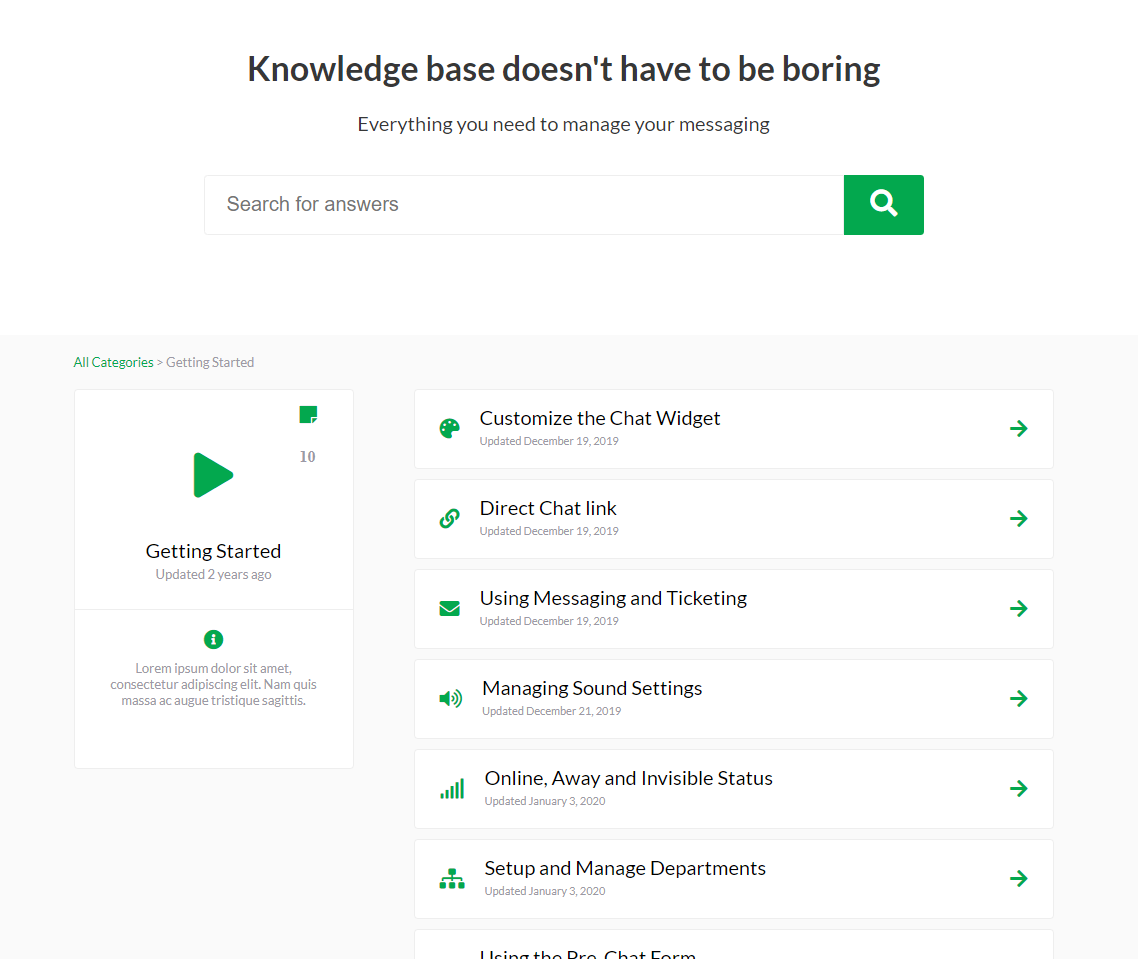 Knowledge base doesn't have to be boring
Everything you need to manage your messaging
Search for answers
All Categories > Getting Started
10
Getting Started
Updated 2 years ago
Lorem ipsum dolor sit amet,
consectetur adipiscing elit. Nam quis
massa ac augue tristique sagittis.
Customize the Chat Widget
Updated December 19, 2019
Direct Chat link
Updated December 19, 2019
Using Messaging and Ticketing
Updated December 19, 2019
Managing Sound Settings
Updated December 21, 2019
Online, Away and Invisible Status
Updated January 3, 2020
Setup and Manage Departments
Updated January 3, 2020
Using the Pre-Chat Form